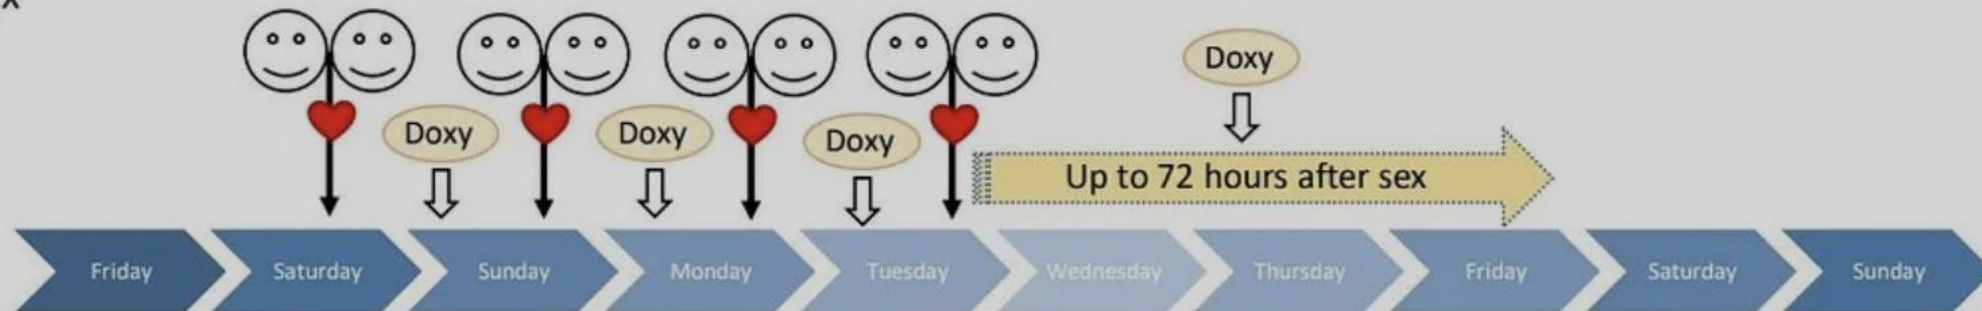 Doxy
Doxy
Doxy
Doxy
Up to 72 hours after sex
Friday
Saturday
Sunday
Monday
Tuesday
Wednesday
Thursday
Friday
Saturday
Sunday